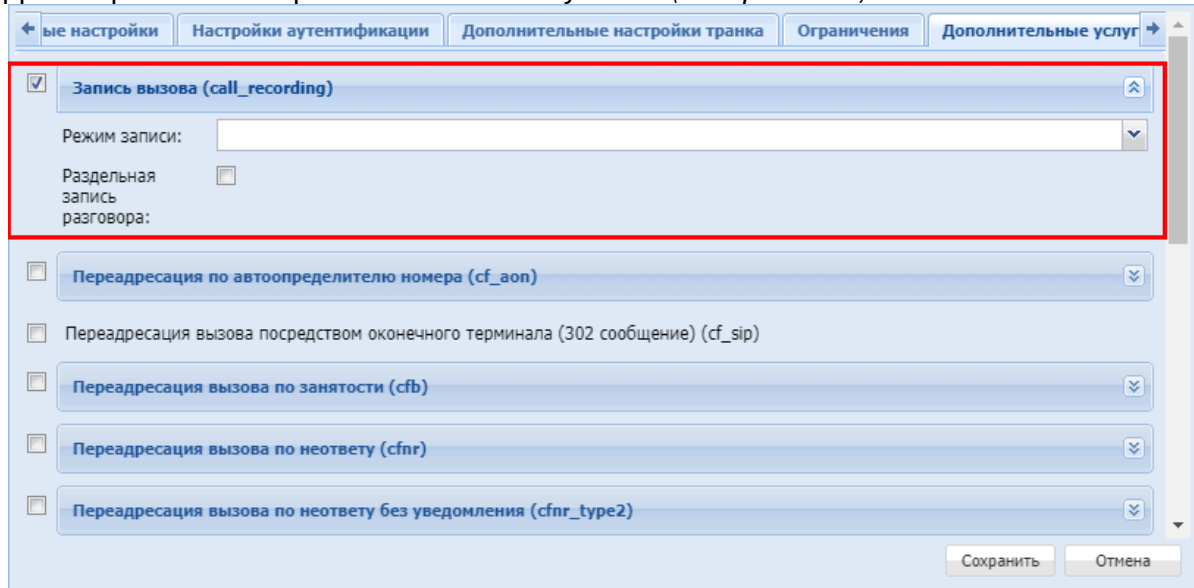 ые настройки Настройки аутентификации Дополнительные настройки транка Ограничения Дополнительные услуг
Запись вызова (call_recording)
Режим записи:
Раздельная
запись
разговора:
Переадресация по автоопределителю номера (cf_aon)
Переадресация вызова посредством оконечного терминала (302 сообщение) (cf_sip)
Переадресация вызова по занятости (cfb)
Переадресация вызова по неответу (cfnr)
Переадресация вызова по неответу без уведомления (cfnr_type2)
Сохранить Отмена